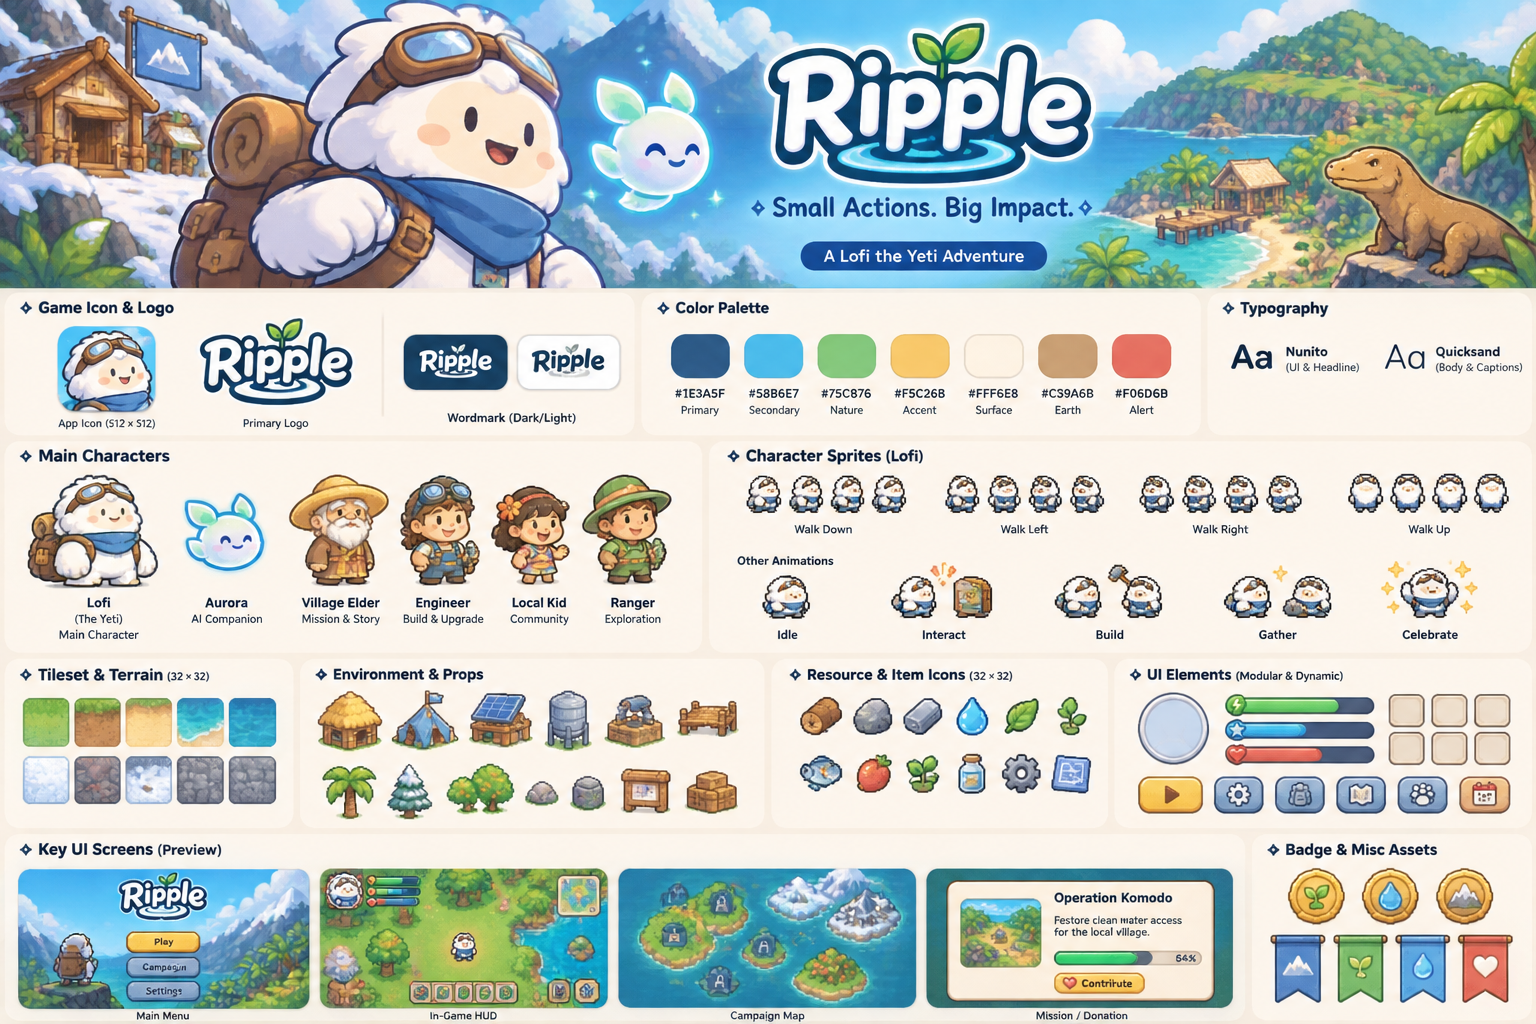 Ripple
Small Actions. Big Impact.
A Lofi the Yeti Adventure
Game Icon & Logo
Ripple
Ripple
Ripple
App Icon (512 × 512)
Primary Logo
Wordmark (Dark/Light)
Color Palette
#1E3A5F
#58B6E7
#75C876
#F5C26B
#FFF6E8
#CS9A6B
#F06D6B
Primary
Secondary
Nature
Accent
Surface
Earth
Alert
Typography
Aa
Nunito
(UI & Headline)
Aa
Quicksand
(Body & Captions)
Main Characters
Lofi
(The Yeti)
Main Character
Aurora
AI Companion
Village Elder
Mission & Story
Engineer
Build & Upgrade
Local Kid
Community
Ranger
Exploration
Character Sprites (Lofi)
Walk Down
Walk Left
Walk Right
Walk Up
Other Animations
Idle
Interact
Build
Gather
Celebrate
Tileset & Terrain (32 × 32)
Environment & Props
Resource & Item Icons (32 × 32)
UI Elements (Modular & Dynamic)
Key UI Screens (Preview)
Ripple
Play
Campaign
Settings
Main Menu
In-Game HUD
Campaign Map
Operation Komodo
Festore clean mater access
for the local village.
64%
Contribute
Mission / Donation
Badge & Misc Assets